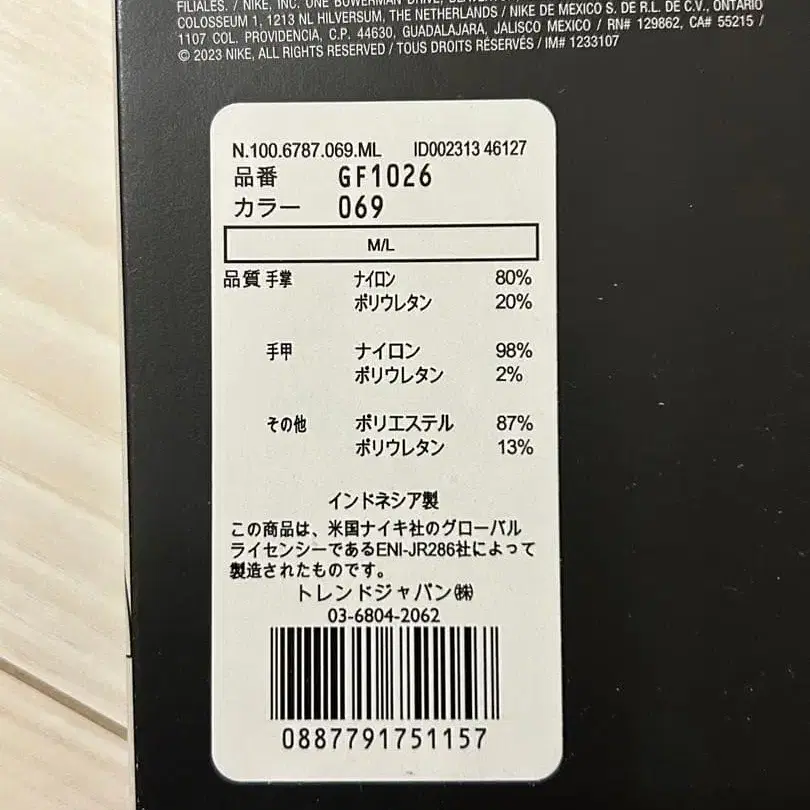 FILIALES. / NIKE, INC. ONE BOWERMAN DRIVE,
COLOSSEUM 1, 1213 NL HILVERSUM, THE NETHERLANDS / NIKE DE MEXICO S. DE R.L. DE C.V., ONTARIO
1107 COL. PROVIDENCIA, C.P. 44630, GUADALAJARA, JALISCO MEXICO / RN# 129862, CA# 55215 /
© 2023 NIKE, ALL RIGHTS RESERVED / TOUS DROITS RÉSERVÉS / IM# 1233107
N.100.6787.069.ML ID002313 46127
品番 GF1026
カラー 069
M/L
品質 手掌 ナイロン 80%
ポリウレタン 20%
手甲 ナイロン 98%
ポリウレタン 2%
その他 ポリエステル 87%
ポリウレタン 13%
インドネシア製
この商品は、米国ナイキ社のグローバル
ライセンシーであるENI-JR286社によって
製造されたものです。
トレンドジャパン㈱
03-6804-2062
0887791751157